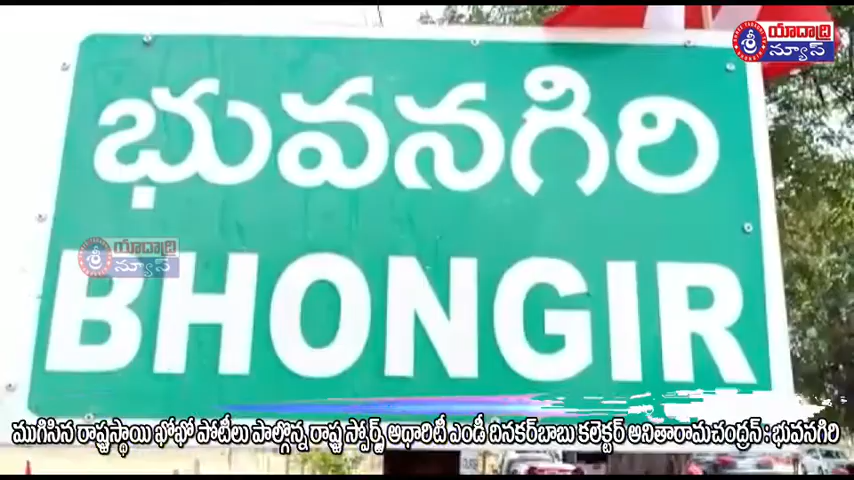 యాదాద్రి
శ్రీ న్యూస్
భువనగిరి
యాదాద్రి
శ్రీ న్యూస్
BHONGIR
ముగిసిన రాష్ట్రస్థాయి ఖోఖో పోటీలు పాల్గొన్న రాష్ట్ర స్పోర్ట్స్ అథారిటీ ఎండీ దినకర్‌బాబు కలెక్టర్ అనితారామచంద్రన్ : భువనగిరి